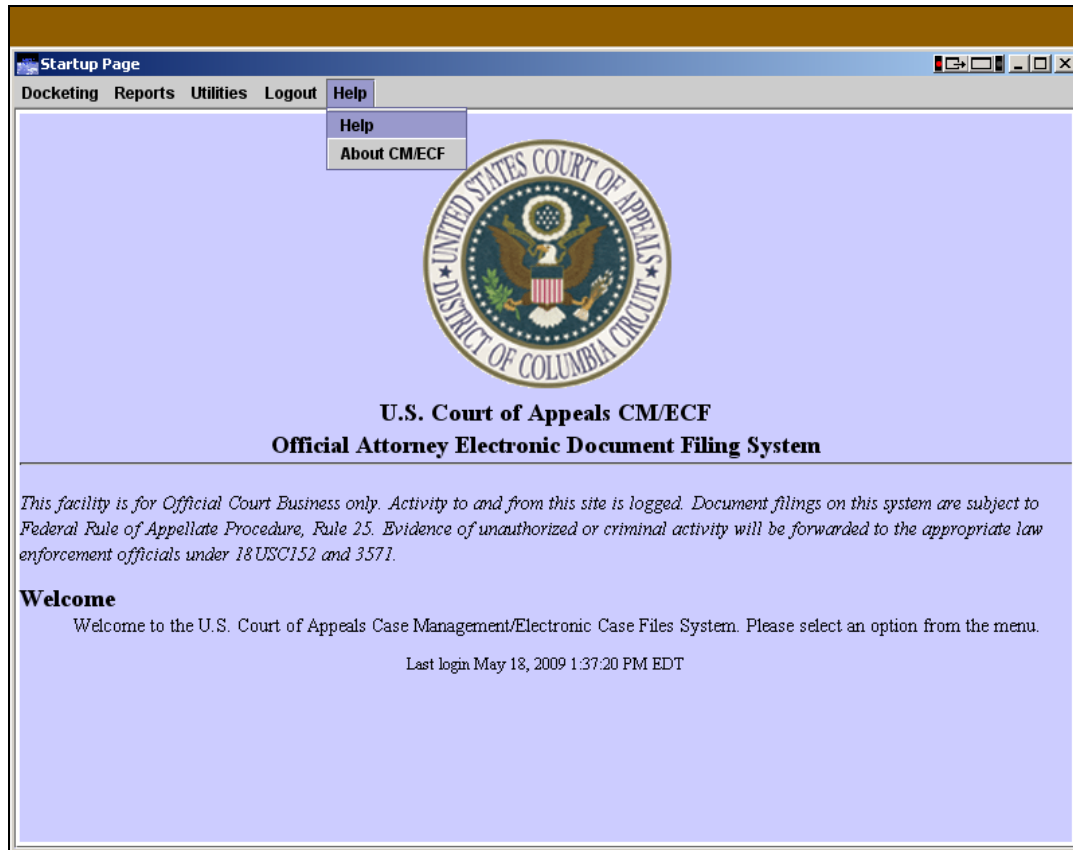 Startup Page
Docketing Reports Utilities Logout Help
Help
About CM/ECF
UNITED STATES COURT OF APPEALS
DISTRICT OF COLUMBIA CIRCUIT
U.S. Court of Appeals CM/ECF
Official Attorney Electronic Document Filing System
This facility is for Official Court Business only. Activity to and from this site is logged. Document filings on this system are subject to
Federal Rule of Appellate Procedure, Rule 25. Evidence of unauthorized or criminal activity will be forwarded to the appropriate law
enforcement officials under 18 USC152 and 3571.
Welcome
Welcome to the U.S. Court of Appeals Case Management/Electronic Case Files System. Please select an option from the menu.
Last login May 18, 2009 1:37:20 PM EDT